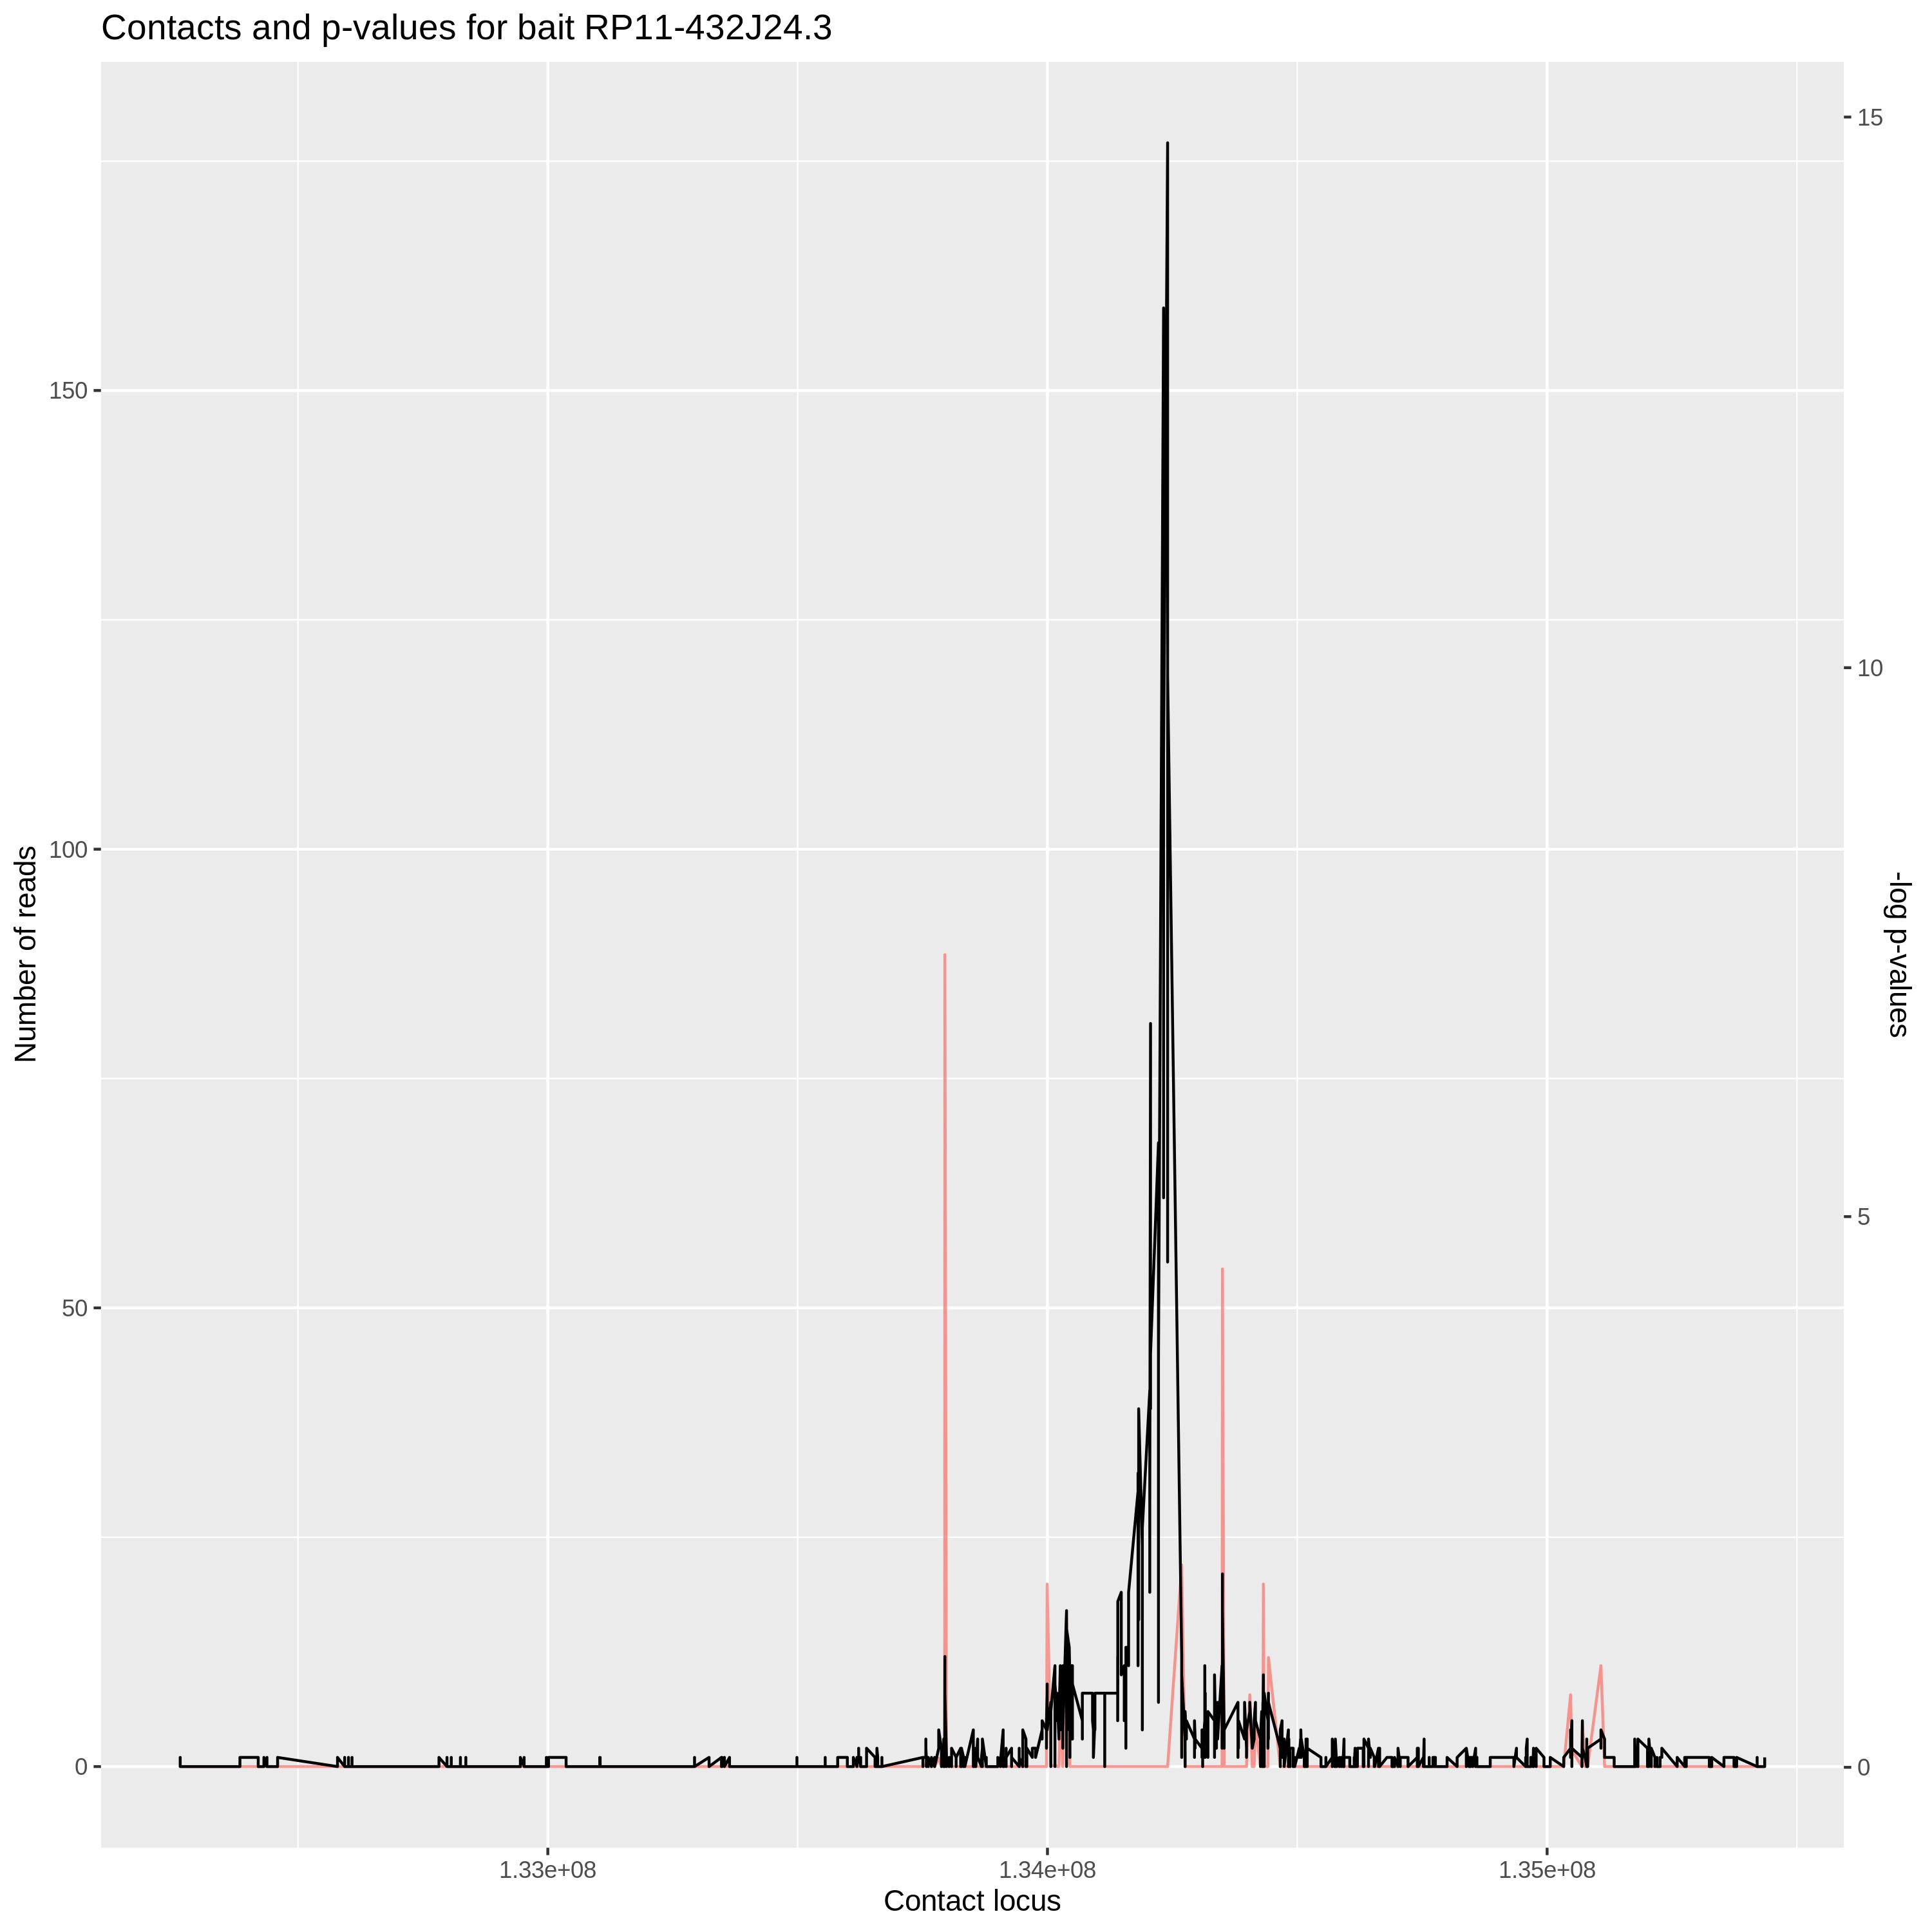 Contacts and p-values for bait RP11-432J24.3
Number of reads
150
100
50
0
15
10
5
0
-log p-values
1.33e+08
1.34e+08
1.35e+08
Contact locus